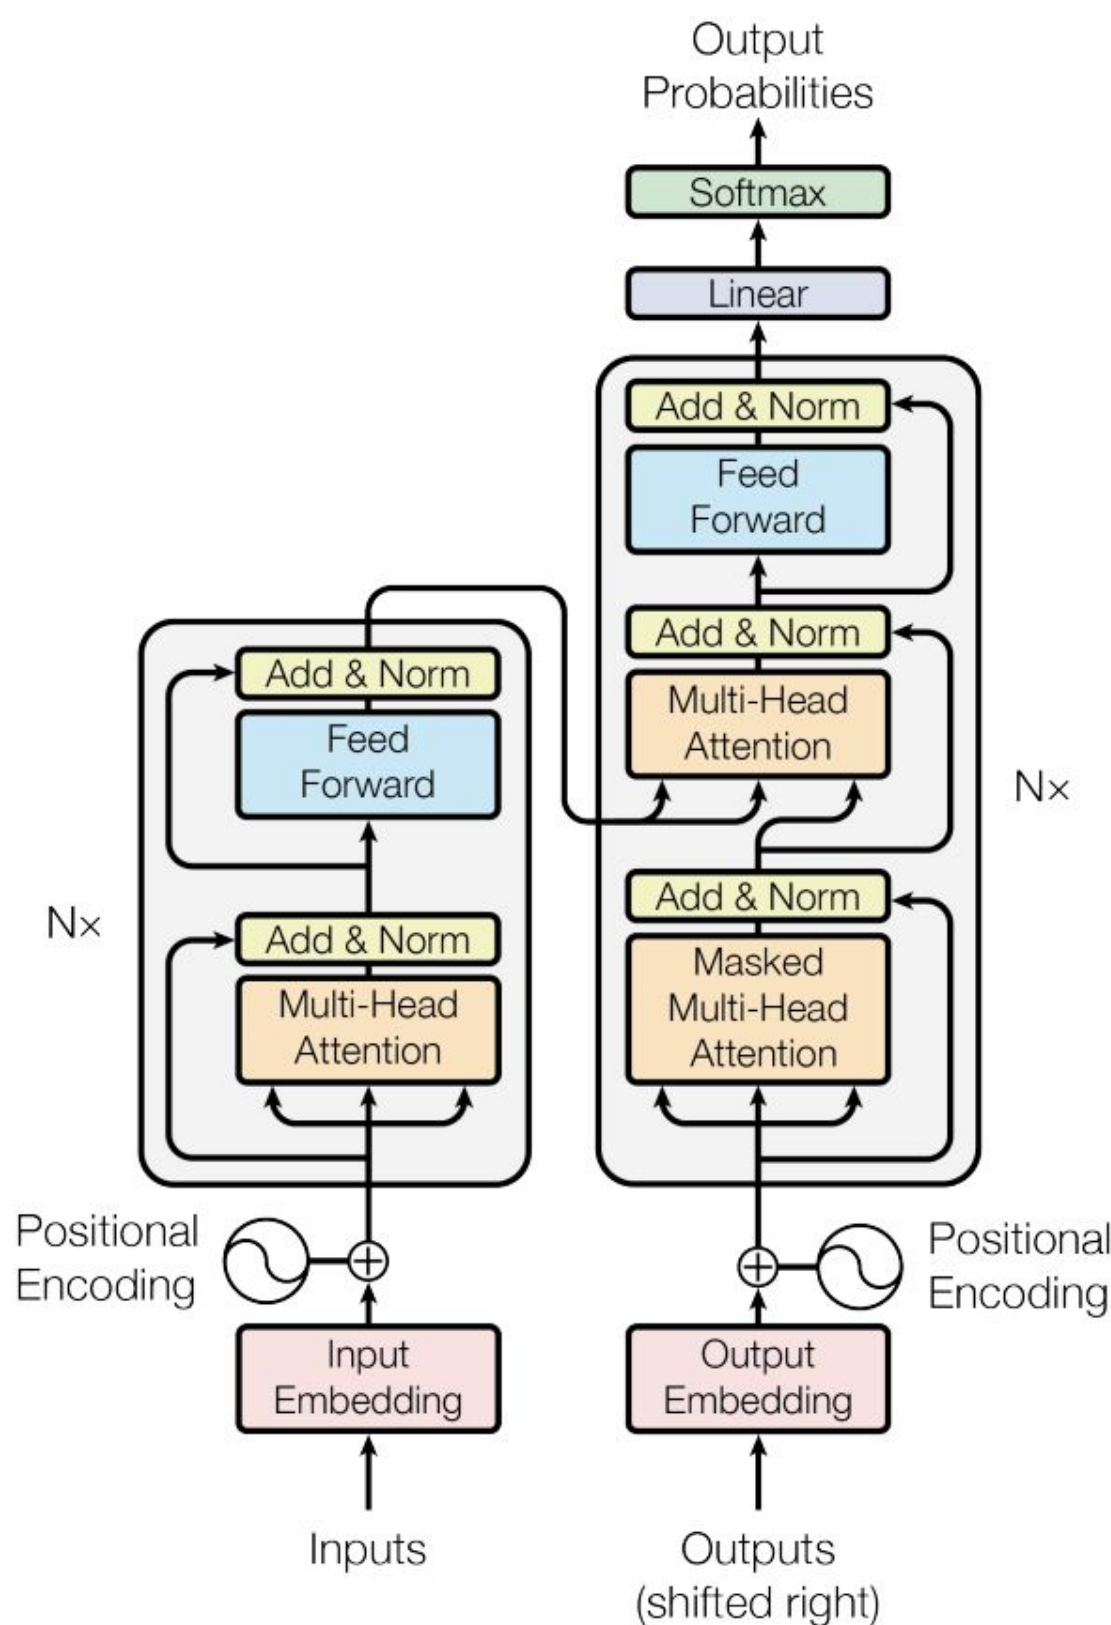 Output
Probabilities
Softmax
Linear
Add & Norm
Feed
Forward
Add & Norm
Multi-Head
Attention
Nx
Add & Norm
Masked
Multi-Head
Attention
Add & Norm
Feed
Forward
Nx
Add & Norm
Multi-Head
Attention
Positional
Encoding
Positional
Encoding
Input
Embedding
Output
Embedding
Inputs
Outputs
(shifted right)